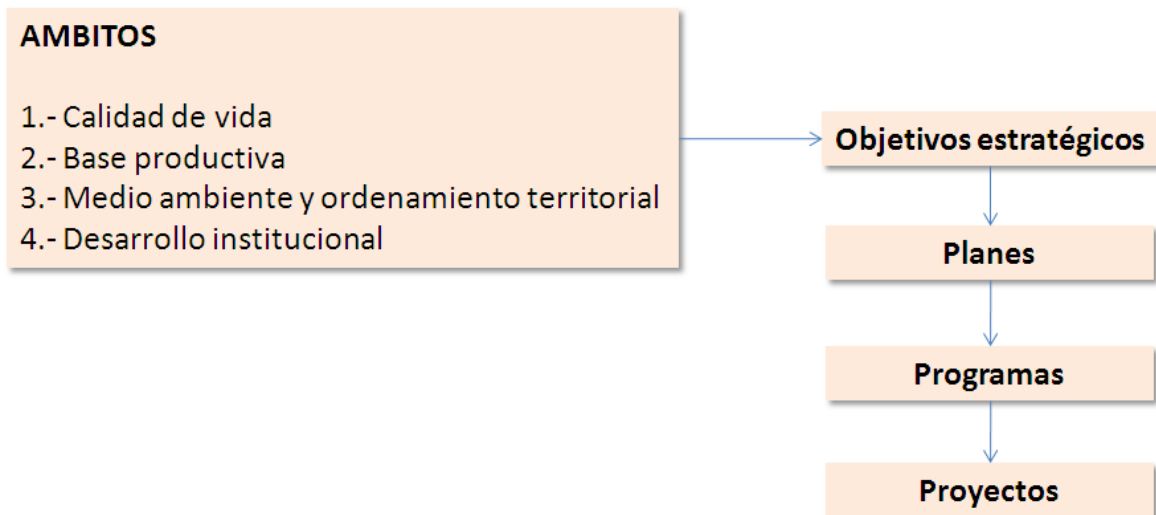 AMBITOS
1.- Calidad de vida
2.- Base productiva
3.- Medio ambiente y ordenamiento territorial
4.- Desarrollo institucional
Objetivos estratégicos
Planes
Programas
Proyectos